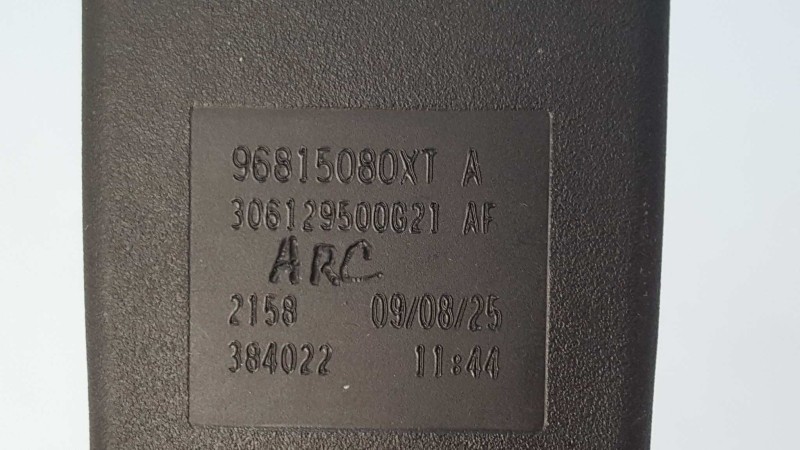 96815080XT A
306129500G21 AF
ARC
2158 09/08/25
384022 11:44